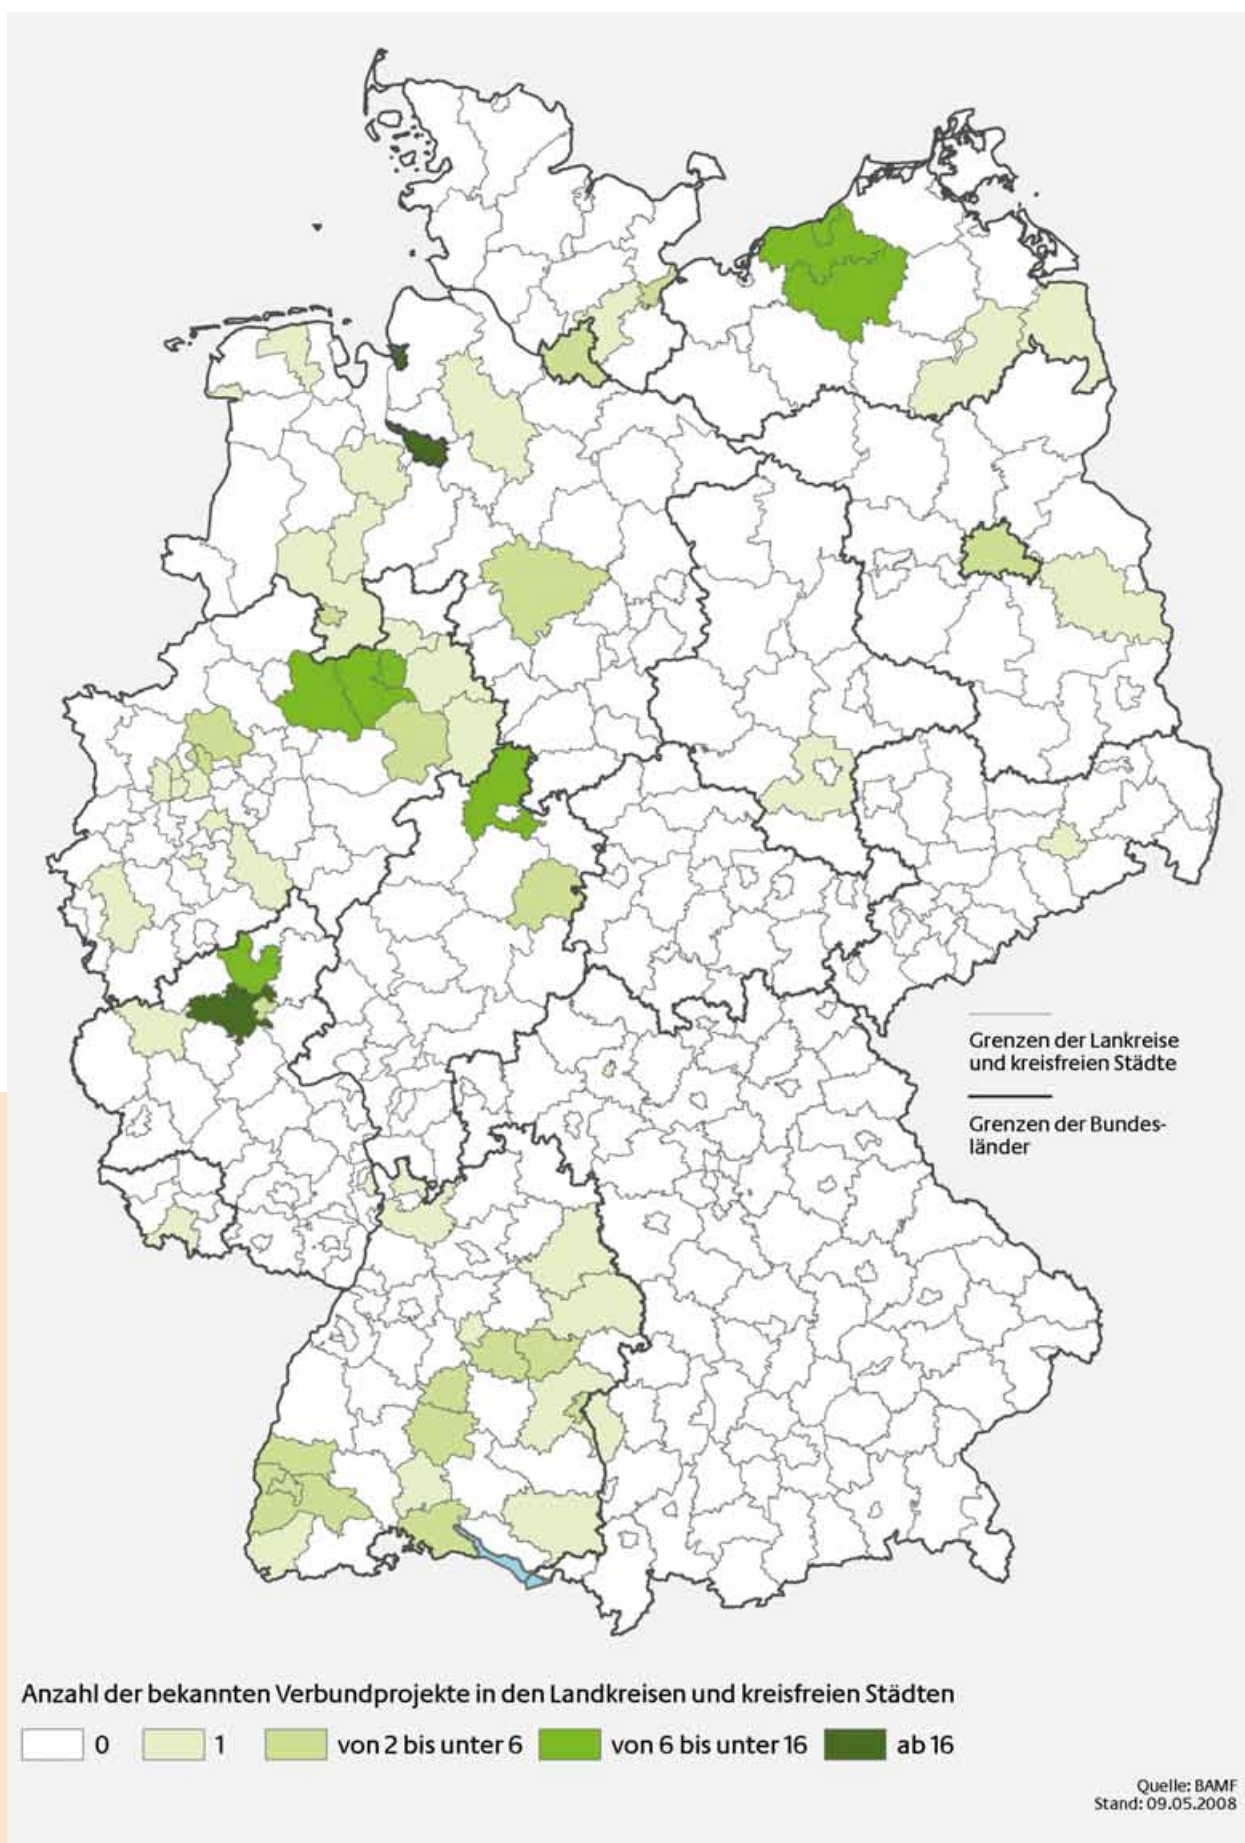 Grenzen der Lankreise
und kreisfreien Städte
Grenzen der Bundes-
länder
Anzahl der bekannten Verbundprojekte in den Landkreisen und kreisfreien Städten
0
1
von 2 bis unter 6
von 6 bis unter 16
ab 16
Quelle: BAMF
Stand: 09.05.2008